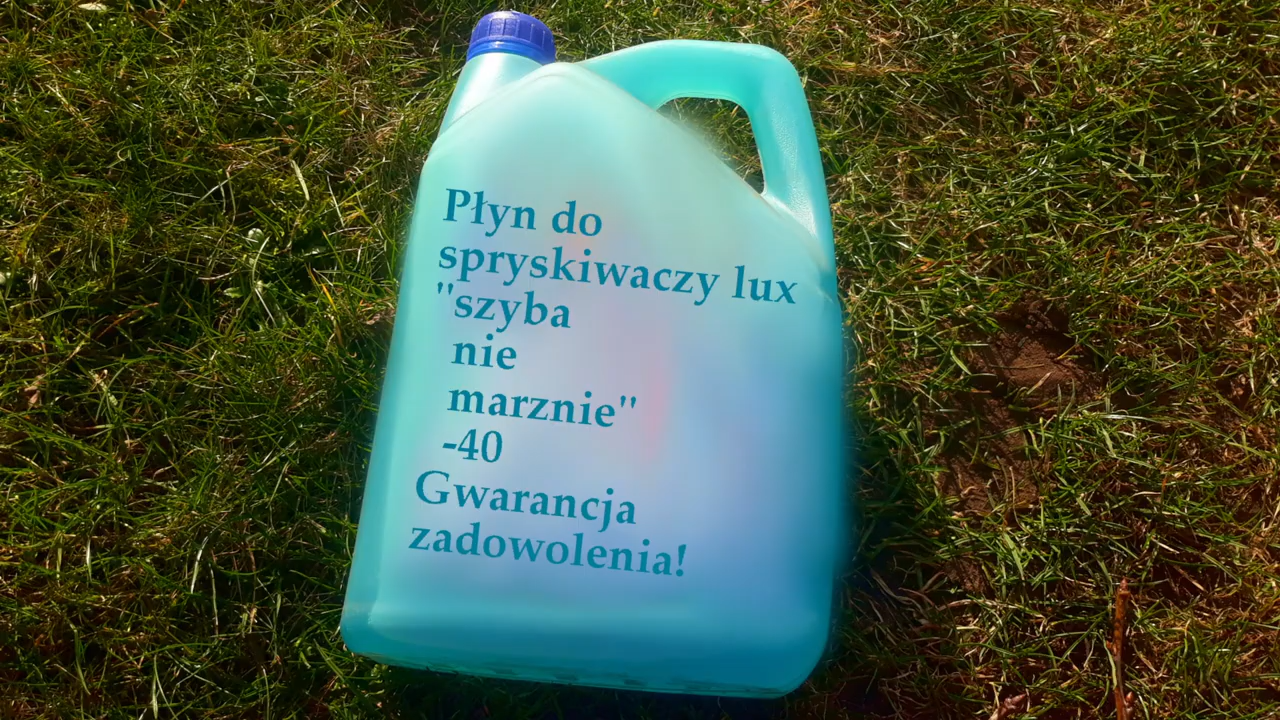 Płyn do
spryskiwaczy lux
"szyba
nie
marznie"
-40
Gwarancja
zadowolenia!